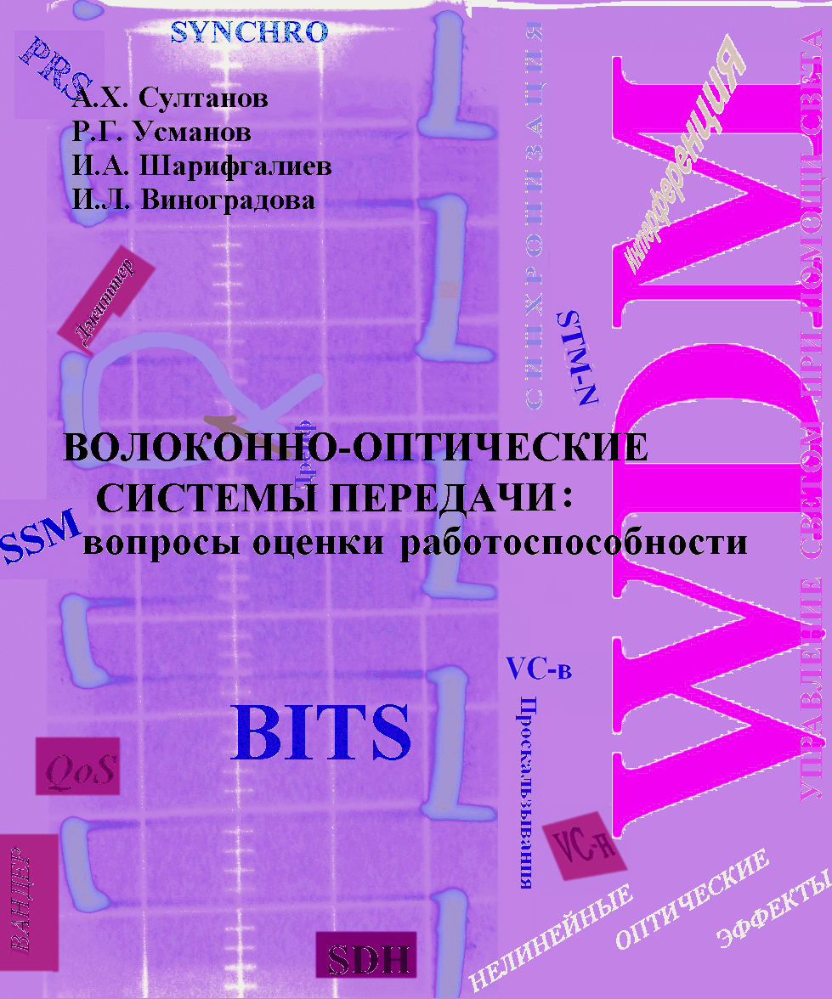 SYNCHRO
PRS
А.Х. Султанов
Р.Г. Усманов
И.А. Шарифгалиев
И.Л. Виноградова
СИНХРОНИЗАЦИЯ
Интерференция
WDM
УПРАВЛЕНИЕ СВЕТОМ ПРИ ПОМОЩИ СВЕТА
Джиттер
STM-N
Дрейф
ВОЛОКОННО-ОПТИЧЕСКИЕ
СИСТЕМЫ ПЕРЕДАЧИ:
вопросы оценки работоспособности
SSM
VC-в
BITS
Проскальзывания
QoS
VC-н
ВАНДЕР
SDH
НЕЛИНЕЙНЫЕ
ОПТИЧЕСКИЕ
ЭФФЕКТЫ